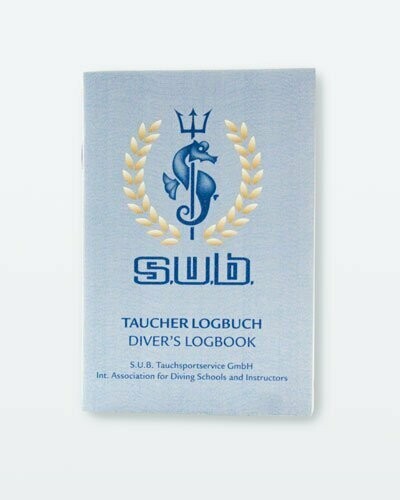 S.U.B.
TAUCHER LOGBUCH
DIVER'S LOGBOOK
S.U.B. Tauchsportservice GmbH
Int. Association for Diving Schools and Instructors